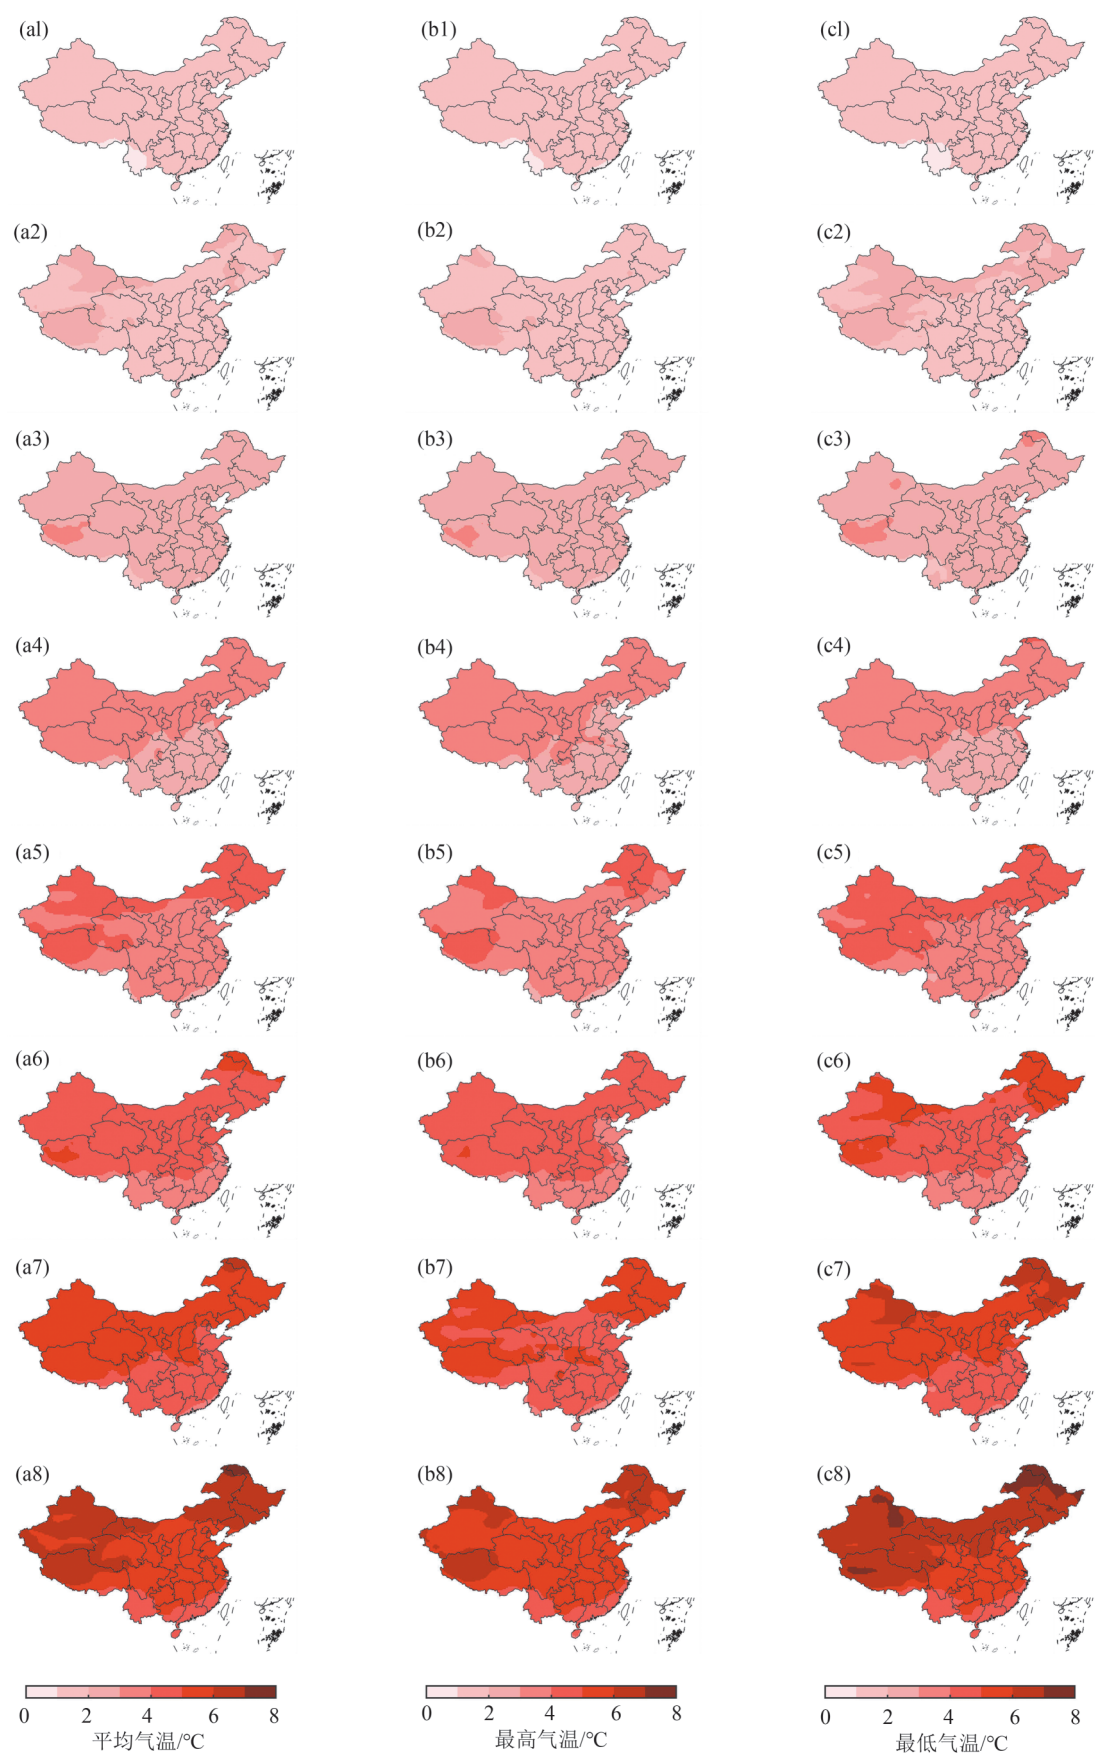 (al) (b1) (cl)
(a2) (b2) (c2)
(a3) (b3) (c3)
(a4) (b4) (c4)
(a5) (b5) (c5)
(a6) (b6) (c6)
(a7) (b7) (c7)
(a8) (b8) (c8)
0 2 4 6 8 0 2 4 6 8 0 2 4 6 8
平均气温/℃ 最高气温/℃ 最低气温/℃